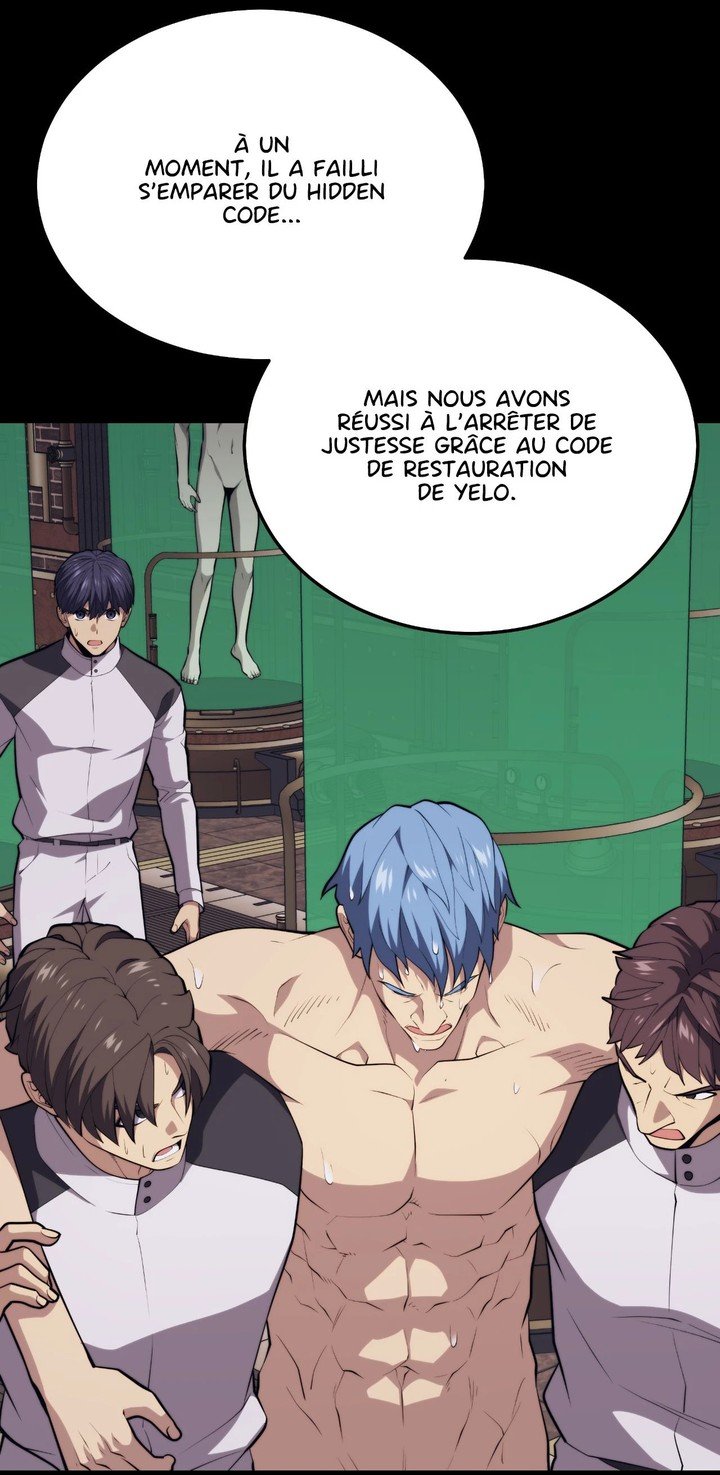 À UN
MOMENT, IL A FAILLI
S'EMPARER DU HIDDEN
CODE...
MAIS NOUS AVONS
RÉUSSI À L'ARRÊTER DE
JUSTESSE GRÂCE AU CODE
DE RESTAURATION
DE YELO.